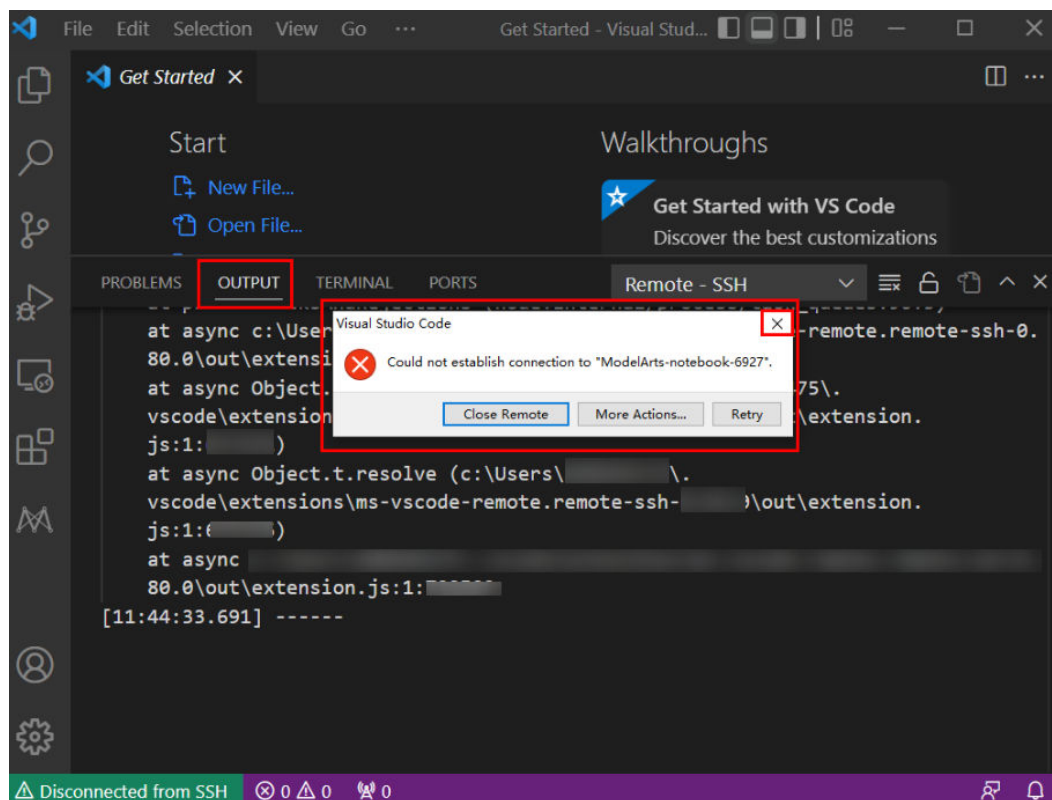 File Edit Selection View Go ··· Get Started - Visual Stud...
Get Started
Start
Walkthroughs
New File...
Open File...
Get Started with VS Code
Discover the best customizations
PROBLEMS OUTPUT TERMINAL PORTS Remote - SSH
at async c:\User -remote.remote-ssh-0.
Visual Studio Code
80.0\out\extensi
Could not establish connection to "ModelArts-notebook-6927".
at async Object. 75\.
vscode\extension \extension.
Close Remote More Actions... Retry
js:1: )
at async Object.t.resolve (c:\Users\ \.
vscode\extensions\ms-vscode-remote.remote-ssh- \out\extension.
js:1: )
at async
80.0\out\extension.js:1:
[11:44:33.691] ------
Disconnected from SSH 0 0 0